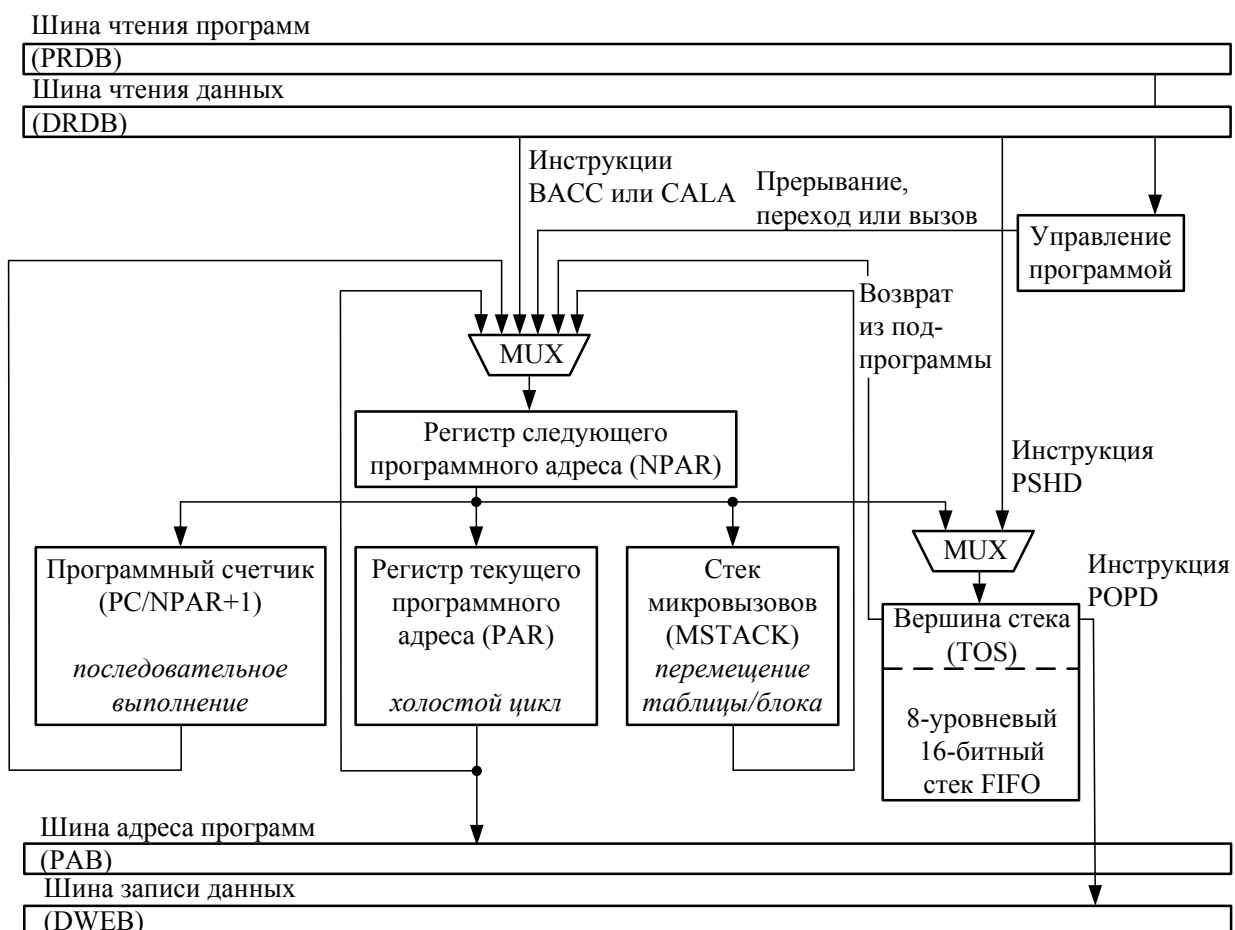 Шина чтения программ
(PRDB)
Шина чтения данных
(DRDB)
Инструкции
BACC или CALA
Прерывание,
переход или вызов
Управление
программой
Возврат
из под-
программы
MUX
Регистр следующего
программного адреса (NPAR)
Инструкция
PSHD
MUX
Программный счетчик
(PC/NPAR+1)
последовательное
выполнение
Регистр текущего
программного
адреса (PAR)
холостой цикл
Стек
микровызовов
(MSTACK)
перемещение
таблицы/блока
Инструкция
POPD
Вершина стека
(TOS)
8-уровневый
16-битный
стек FIFO
Шина адреса программ
(PAB)
Шина записи данных
(DWEB)